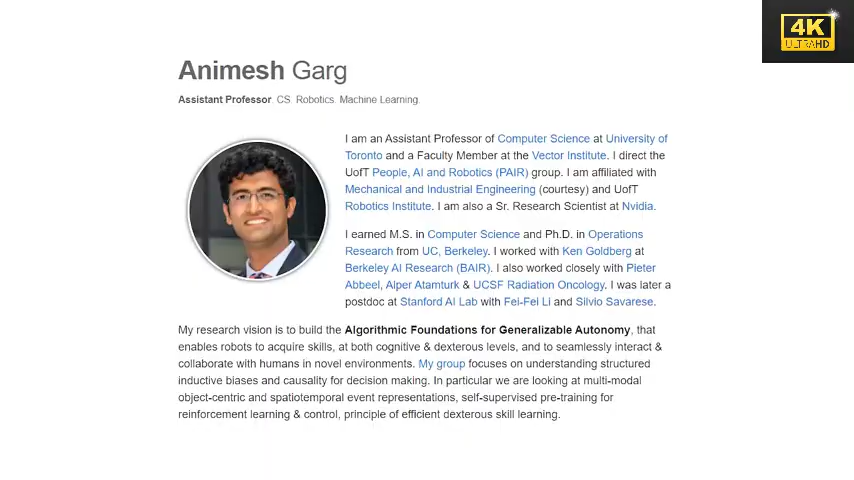 4K
ULTRAHD
Animesh Garg
Assistant Professor. CS. Robotics. Machine Learning.
I am an Assistant Professor of Computer Science at University of
Toronto and a Faculty Member at the Vector Institute. I direct the
UofT People, AI and Robotics (PAIR) group. I am affiliated with
Mechanical and Industrial Engineering (courtesy) and UofT
Robotics Institute. I am also a Sr. Research Scientist at Nvidia.
I earned M.S. in Computer Science and Ph.D. in Operations
Research from UC, Berkeley. I worked with Ken Goldberg at
Berkeley AI Research (BAIR). I also worked closely with Pieter
Abbeel, Alper Atamturk & UCSF Radiation Oncology. I was later a
postdoc at Stanford AI Lab with Fei-Fei Li and Silvio Savarese.
My research vision is to build the Algorithmic Foundations for Generalizable Autonomy, that
enables robots to acquire skills, at both cognitive & dexterous levels, and to seamlessly interact &
collaborate with humans in novel environments. My group focuses on understanding structured
inductive biases and causality for decision making. In particular we are looking at multi-modal
object-centric and spatiotemporal event representations, self-supervised pre-training for
reinforcement learning & control, principle of efficient dexterous skill learning.